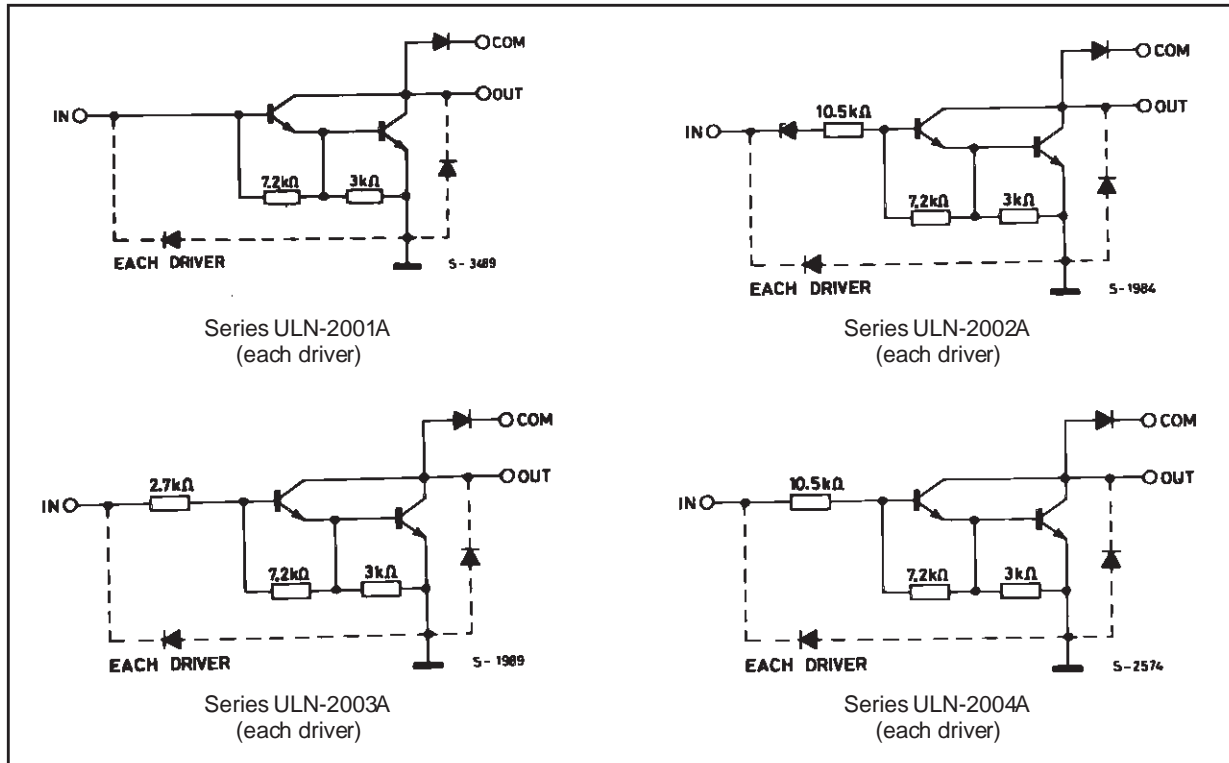 COM
OUT
IN
7.2kΩ 3kΩ
EACH DRIVER
S-3489
Series ULN-2001A
(each driver)
COM
OUT
10.5kΩ
IN
7.2kΩ 3kΩ
EACH DRIVER
S-1984
Series ULN-2002A
(each driver)
COM
OUT
2.7kΩ
IN
7.2kΩ 3kΩ
EACH DRIVER
S-1989
Series ULN-2003A
(each driver)
COM
OUT
10.5kΩ
IN
7.2kΩ 3kΩ
EACH DRIVER
S-2574
Series ULN-2004A
(each driver)